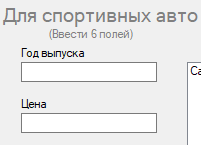 Для спортивных авто
(Ввести 6 полей)
Год выпуска
Цена